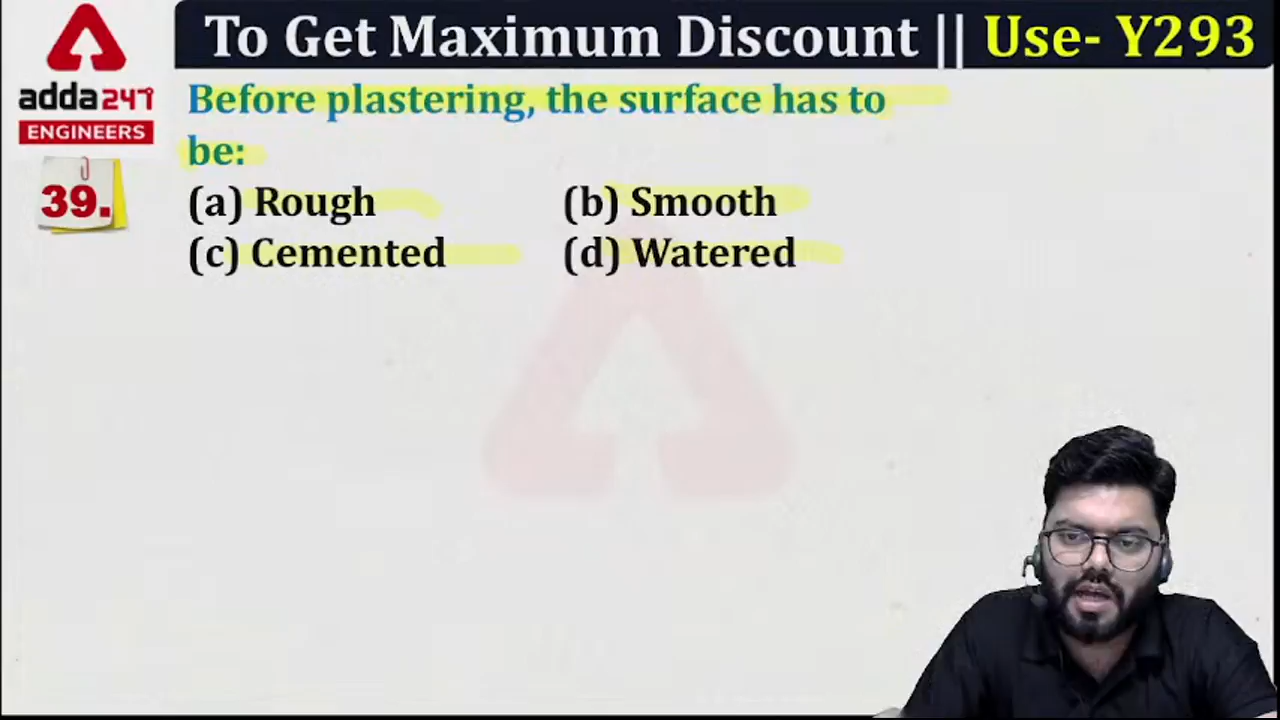 To Get Maximum Discount || Use- Y293
adda247
ENGINEERS
Before plastering, the surface has to
be:
39.
(a) Rough (b) Smooth
(c) Cemented (d) Watered